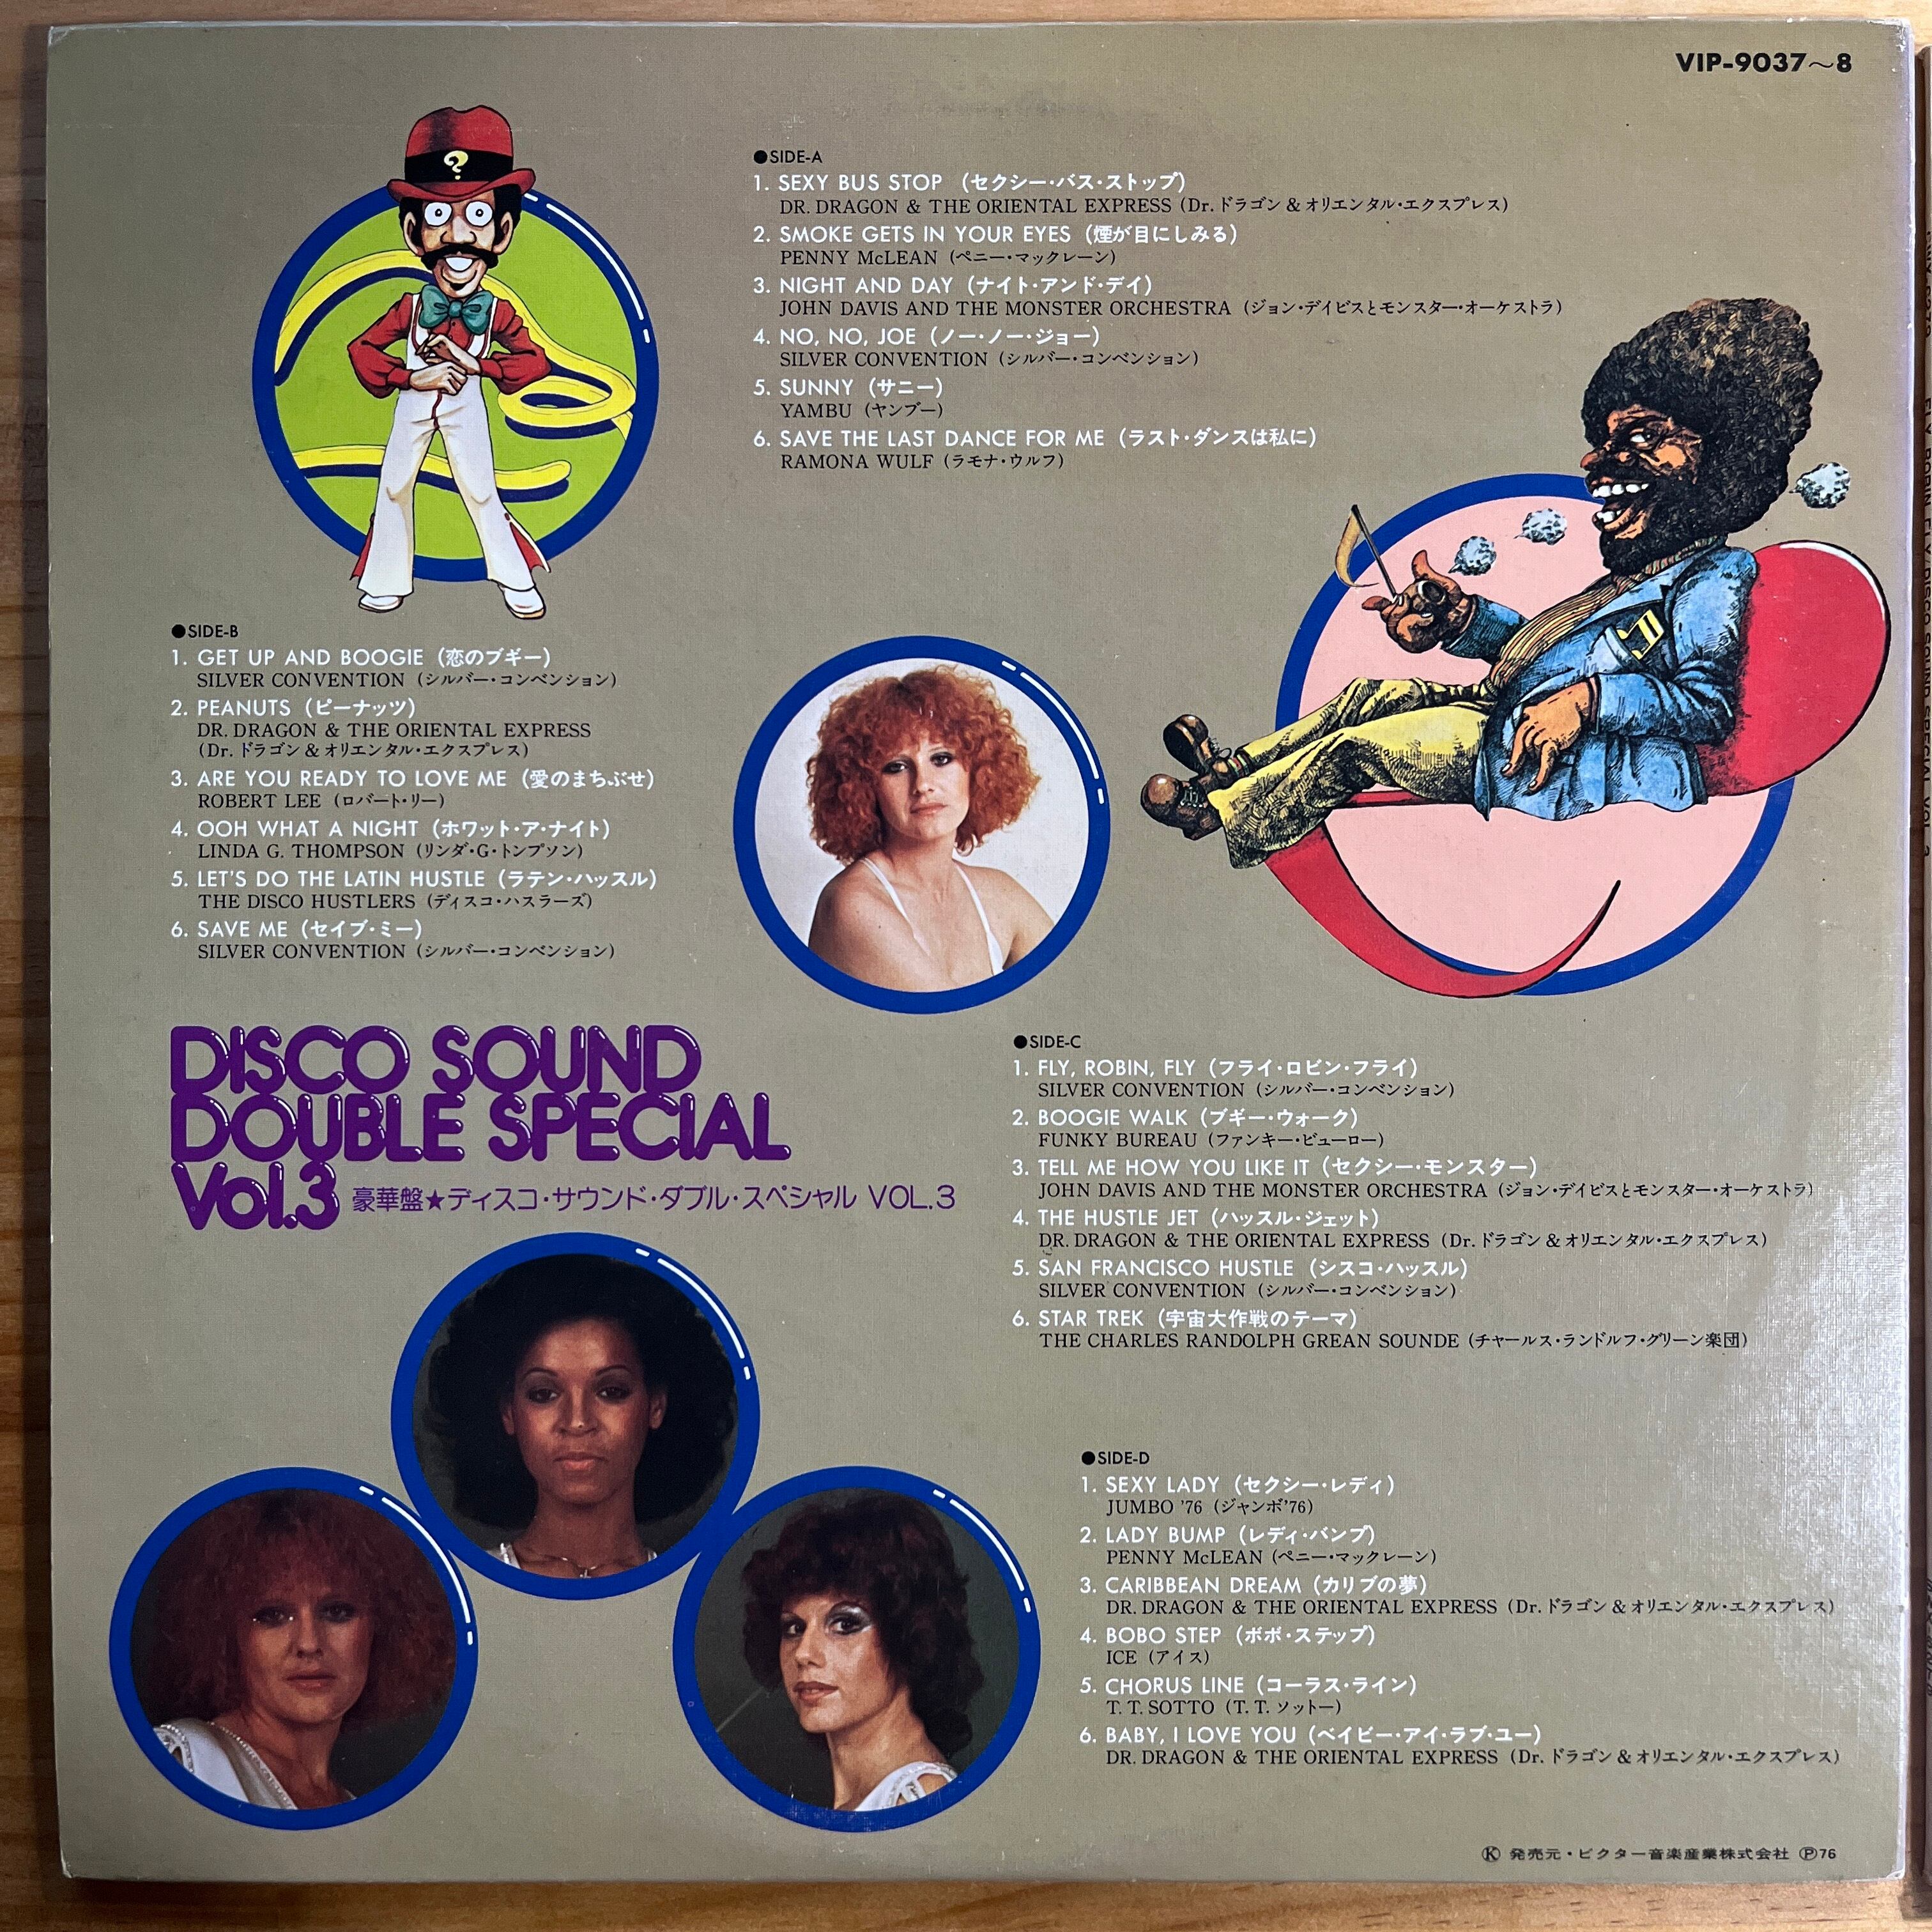 VIP-9037～8
?
●SIDE-A
1. SEXY BUS STOP（セクシー・バス・ストップ）
DR. DRAGON & THE ORIENTAL EXPRESS（Dr. ドラゴン＆オリエンタル・エクスプレス）
2. SMOKE GETS IN YOUR EYES（煙が目にしみる）
PENNY McLEAN（ペニー・マックレーン）
3. NIGHT AND DAY（ナイト・アンド・デイ）
JOHN DAVIS AND THE MONSTER ORCHESTRA（ジョン・デイビスとモンスター・オーケストラ）
4. NO, NO, JOE（ノー・ノー・ジョー）
SILVER CONVENTION（シルバー・コンベンション）
5. SUNNY（サニー）
YAMBU（ヤンブー）
6. SAVE THE LAST DANCE FOR ME（ラスト・ダンスは私に）
RAMONA WULF（ラモナ・ウルフ）
●SIDE-B
1. GET UP AND BOOGIE（恋のブギー）
SILVER CONVENTION（シルバー・コンベンション）
2. PEANUTS（ピーナッツ）
DR. DRAGON & THE ORIENTAL EXPRESS
（Dr. ドラゴン＆オリエンタル・エクスプレス）
3. ARE YOU READY TO LOVE ME（愛のまちぶせ）
ROBERT LEE（ロバート・リー）
4. OOH WHAT A NIGHT（ホワット・ア・ナイト）
LINDA G. THOMPSON（リンダ・G・トンプソン）
5. LET'S DO THE LATIN HUSTLE（ラテン・ハッスル）
THE DISCO HUSTLERS（ディスコ・ハスラーズ）
6. SAVE ME（セイブ・ミー）
SILVER CONVENTION（シルバー・コンベンション）
DISCO SOUND
DOUBLE SPECIAL
Vol.3 豪華盤★ディスコ・サウンド・ダブル・スペシャル VOL.3
●SIDE-C
1. FLY, ROBIN, FLY（フライ・ロビン・フライ）
SILVER CONVENTION（シルバー・コンベンション）
2. BOOGIE WALK（ブギー・ウォーク）
FUNKY BUREAU（ファンキー・ビューロー）
3. TELL ME HOW YOU LIKE IT（セクシー・モンスター）
JOHN DAVIS AND THE MONSTER ORCHESTRA（ジョン・デイビスとモンスター・オーケストラ）
4. THE HUSTLE JET（ハッスル・ジェット）
DR. DRAGON & THE ORIENTAL EXPRESS（Dr. ドラゴン＆オリエンタル・エクスプレス）
5. SAN FRANCISCO HUSTLE（シスコ・ハッスル）
SILVER CONVENTION（シルバー・コンベンション）
6. STAR TREK（宇宙大作戦のテーマ）
THE CHARLES RANDOLPH GREAN SOUNDE（チャールス・ランドルフ・グリーン楽団）
●SIDE-D
1. SEXY LADY（セクシー・レディ）
JUMBO '76（ジャンボ'76）
2. LADY BUMP（レディ・バンプ）
PENNY McLEAN（ペニー・マックレーン）
3. CARIBBEAN DREAM（カリブの夢）
DR. DRAGON & THE ORIENTAL EXPRESS（Dr. ドラゴン＆オリエンタル・エクスプレス）
4. BOBO STEP（ボボ・ステップ）
ICE（アイス）
5. CHORUS LINE（コーラス・ライン）
T. T. SOTTO（T. T. ソットー）
6. BABY, I LOVE YOU（ベイビー・アイ・ラブ・ユー）
DR. DRAGON & THE ORIENTAL EXPRESS（Dr. ドラゴン＆オリエンタル・エクスプレス）
Ⓚ 発売元・ビクター音楽産業株式会社 Ⓟ76